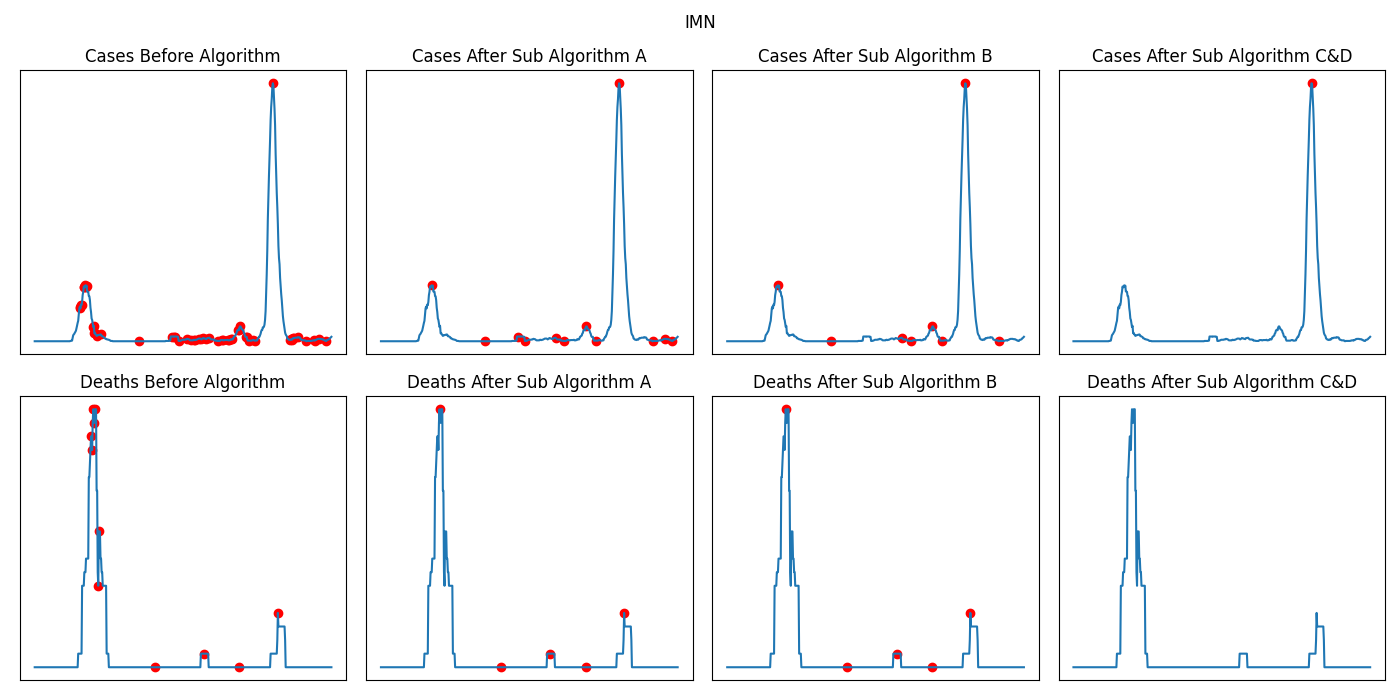 IMN
Cases Before Algorithm
Cases After Sub Algorithm A
Cases After Sub Algorithm B
Cases After Sub Algorithm C&D
Deaths Before Algorithm
Deaths After Sub Algorithm A
Deaths After Sub Algorithm B
Deaths After Sub Algorithm C&D